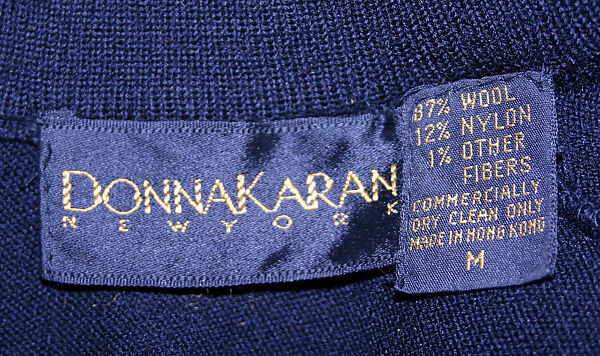 DONNAKARAN
NEW YORK
87% WOOL
12% NYLON
1% OTHER
FIBERS
COMMERCIALLY
DRY CLEAN ONLY
MADE IN HONG KONG
M